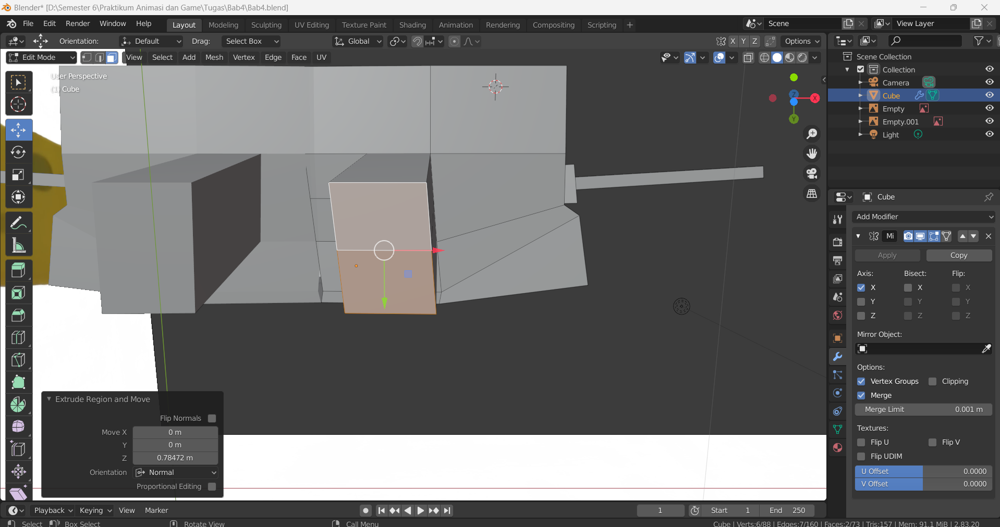 Blender* [D:\Semester 6\Praktikum Animasi dan Game\Tugas\Bab4\Bab4.blend]
File Edit Render Window Help Layout Modeling Sculpting UV Editing Texture Paint Shading Animation Rendering Compositing Scripting + Scene View Layer
Orientation: Default Drag: Select Box Global X Y Z Options
Edit Mode View Select Add Mesh Vertex Edge Face UV
User Perspective
(1) Cube
Z
X
Y
Scene Collection
Collection
Camera
Cube
Empty
Empty.001
Light
Cube
Add Modifier
Mi
Apply Copy
Axis: Bisect: Flip:
X X X
Y Y Y
Z Z Z
Mirror Object:
Options:
Vertex Groups Clipping
Merge
Merge Limit 0.001 m
Textures:
Flip U Flip V
Flip UDIM
U Offset 0.0000
V Offset 0.0000
Extrude Region and Move
Flip Normals
Move X 0 m
Y 0 m
Z 0.78472 m
Orientation Normal
Proportional Editing
Playback Keying View Marker 1 Start 1 End 250
Select Box Select Rotate View Call Menu Cube | Verts:6/88 | Edges:7/160 | Faces:2/73 | Tris:157 | Mem: 91.1 MiB | 2.83.20